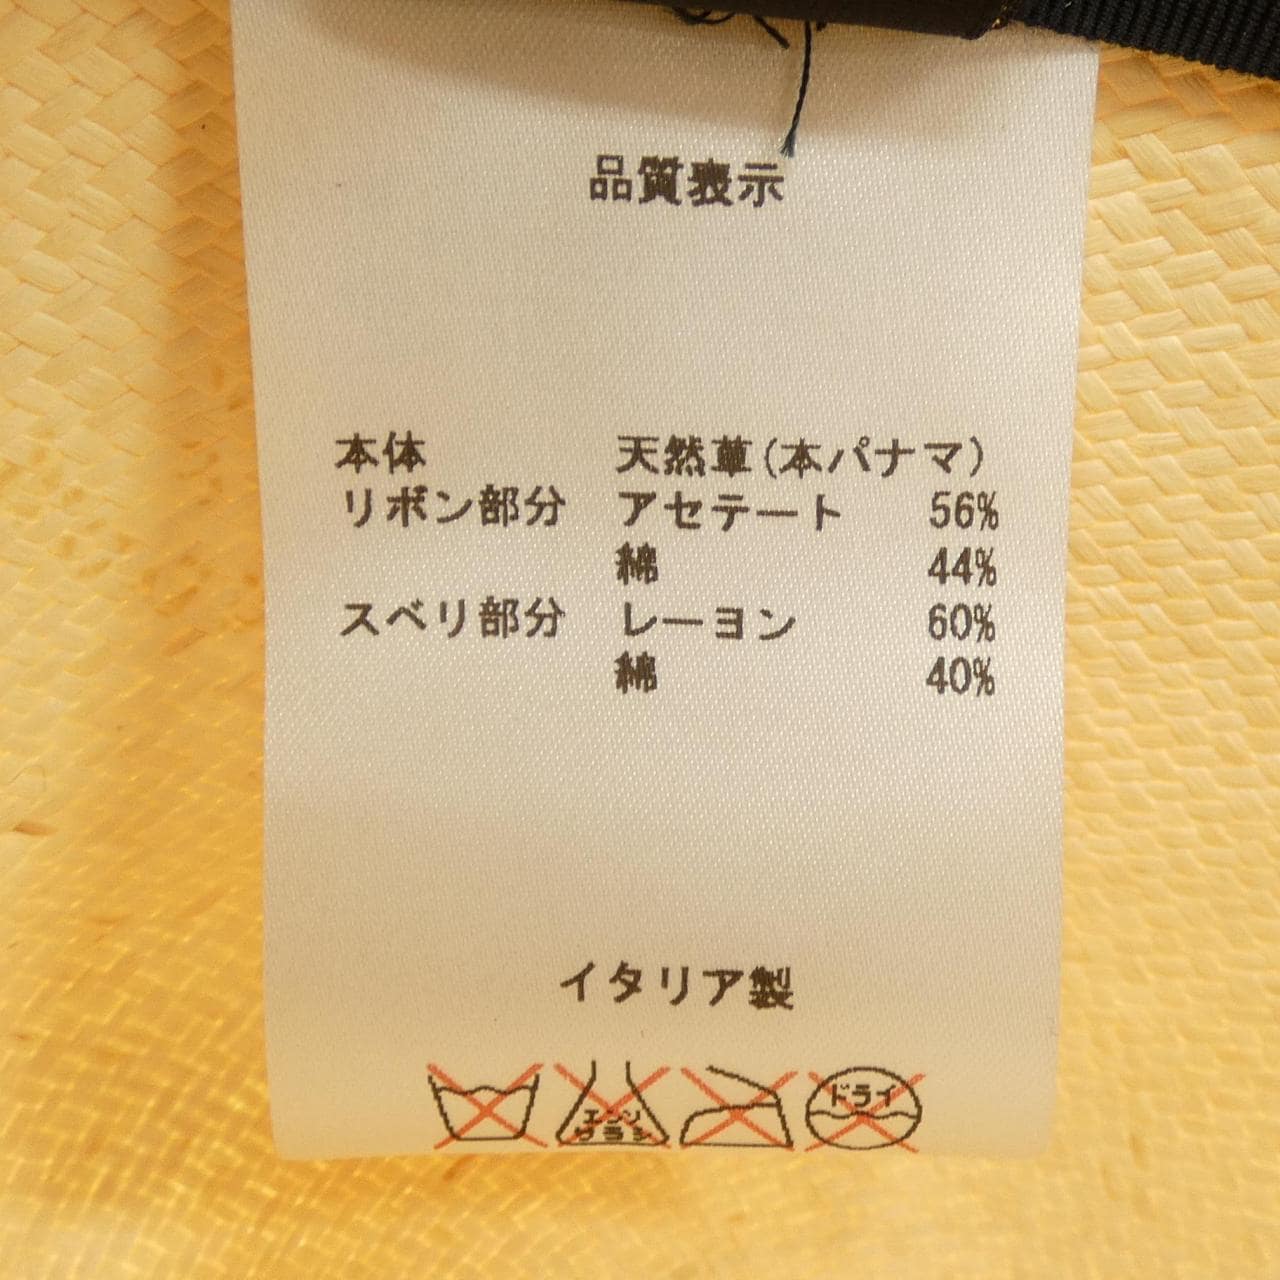 品質表示
本体 天然草(本パナマ)
リボン部分 アセテート 56%
綿 44%
スベリ部分 レーヨン 60%
綿 40%
イタリア製
エンソ
サラシ
ドライ